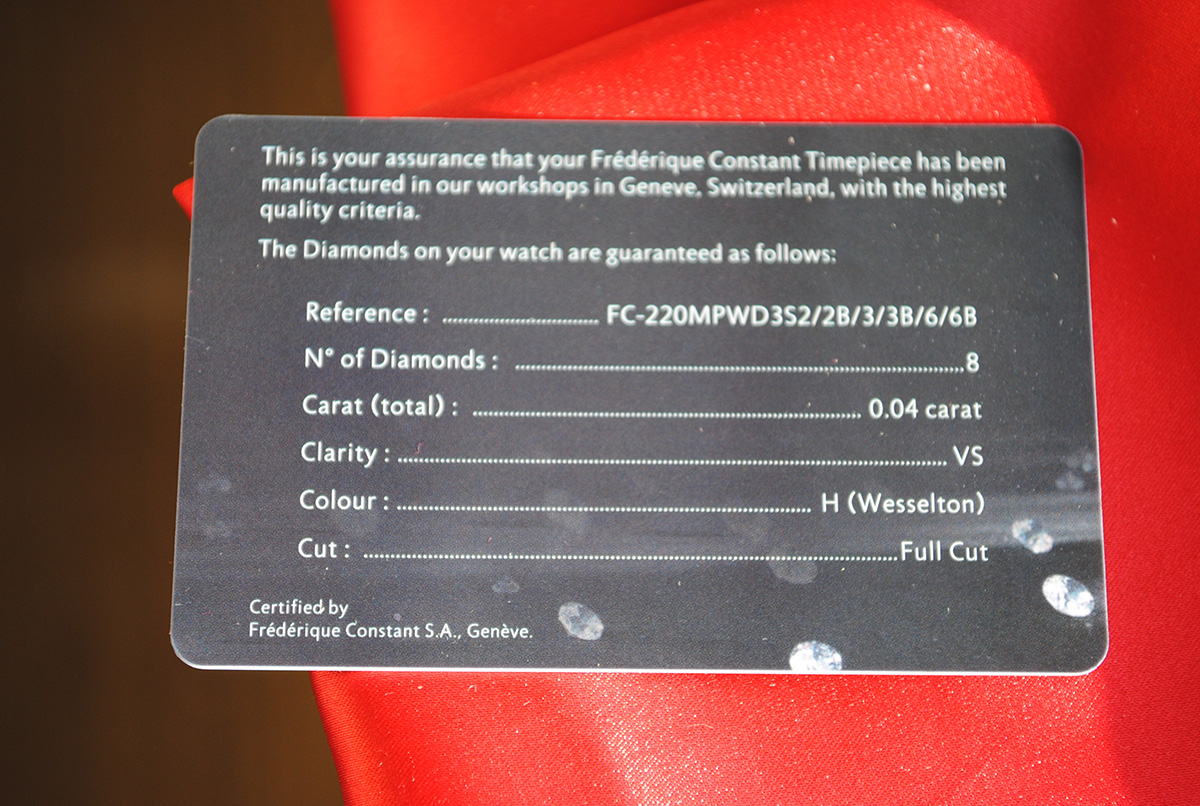 This is your assurance that your Frédérique Constant Timepiece has been
manufactured in our workshops in Geneve, Switzerland, with the highest
quality criteria.
The Diamonds on your watch are guaranteed as follows:
Reference : .............................. FC-220MPWD3S2/2B/3/3B/6/6B
N° of Diamonds : ................................................................................8
Carat (total) : ..................................................................... 0.04 carat
Clarity : ................................................................................................. VS
Colour : ......................................................................... H (Wesselton)
Cut : ..............................................................................................Full Cut
Certified by
Frédérique Constant S.A., Genève.